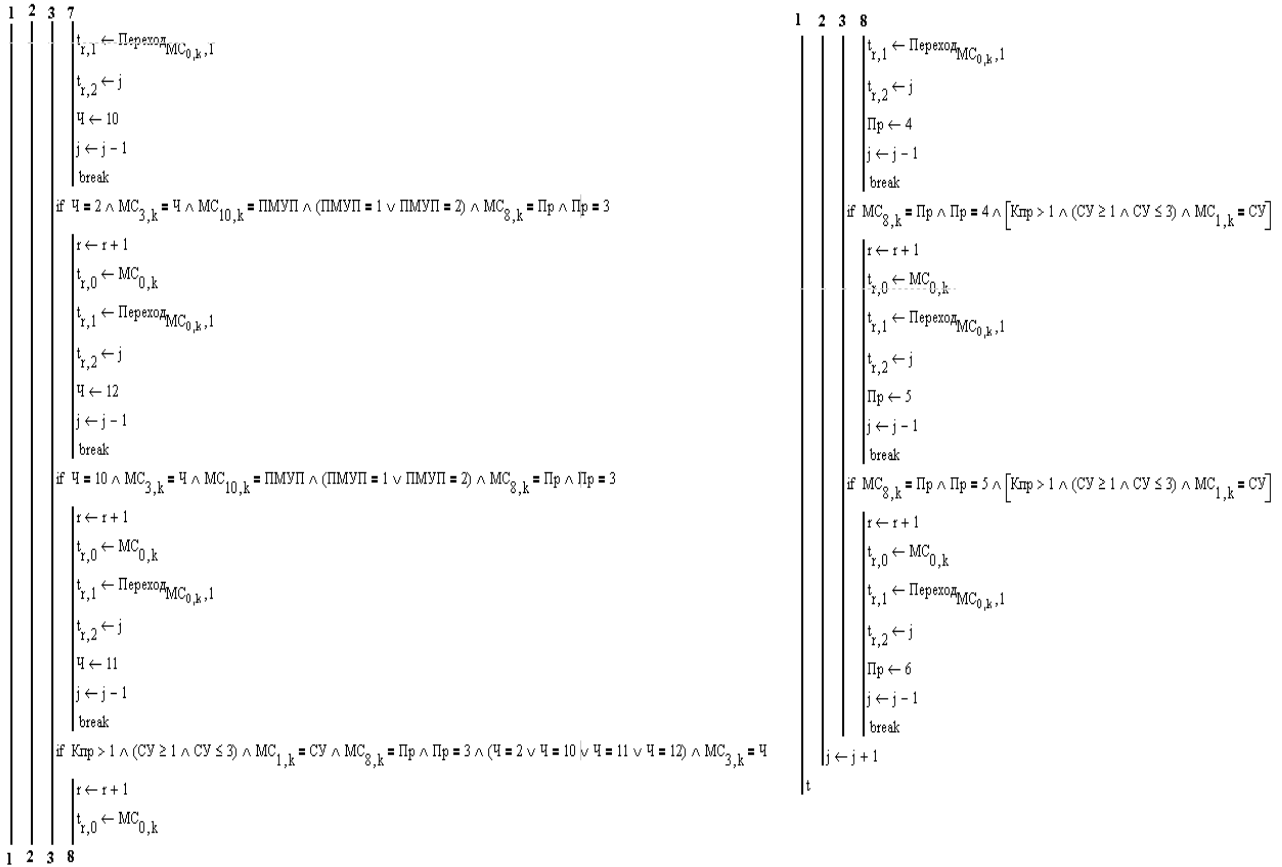 1 2 3 7
t_{r,1} ← Переход_{MC_{0,k},1}
t_{r,2} ← j
Ч ← 10
j ← j − 1
break
if Ч = 2 ∧ MC_{3,k} = Ч ∧ MC_{10,k} = ПМУП ∧ (ПМУП = 1 ∨ ПМУП = 2) ∧ MC_{8,k} = Пр ∧ Пр = 3
r ← r + 1
t_{r,0} ← MC_{0,k}
t_{r,1} ← Переход_{MC_{0,k},1}
t_{r,2} ← j
Ч ← 12
j ← j − 1
break
if Ч = 10 ∧ MC_{3,k} = Ч ∧ MC_{10,k} = ПМУП ∧ (ПМУП = 1 ∨ ПМУП = 2) ∧ MC_{8,k} = Пр ∧ Пр = 3
r ← r + 1
t_{r,0} ← MC_{0,k}
t_{r,1} ← Переход_{MC_{0,k},1}
t_{r,2} ← j
Ч ← 11
j ← j − 1
break
if Кпр > 1 ∧ (СУ ≥ 1 ∧ СУ ≤ 3) ∧ MC_{1,k} = СУ ∧ MC_{8,k} = Пр ∧ Пр = 3 ∧ (Ч = 2 ∨ Ч = 10 ∨ Ч = 11 ∨ Ч = 12) ∧ MC_{3,k} = Ч
r ← r + 1
t_{r,0} ← MC_{0,k}
1 2 3 8
1 2 3 8
t_{r,1} ← Переход_{MC_{0,k},1}
t_{r,2} ← j
Пр ← 4
j ← j − 1
break
if MC_{8,k} = Пр ∧ Пр = 4 ∧ [Кпр > 1 ∧ (СУ ≥ 1 ∧ СУ ≤ 3) ∧ MC_{1,k} = СУ]
r ← r + 1
t_{r,0} ← MC_{0,k}
t_{r,1} ← Переход_{MC_{0,k},1}
t_{r,2} ← j
Пр ← 5
j ← j − 1
break
if MC_{8,k} = Пр ∧ Пр = 5 ∧ [Кпр > 1 ∧ (СУ ≥ 1 ∧ СУ ≤ 3) ∧ MC_{1,k} = СУ]
r ← r + 1
t_{r,0} ← MC_{0,k}
t_{r,1} ← Переход_{MC_{0,k},1}
t_{r,2} ← j
Пр ← 6
j ← j − 1
break
j ← j + 1
t